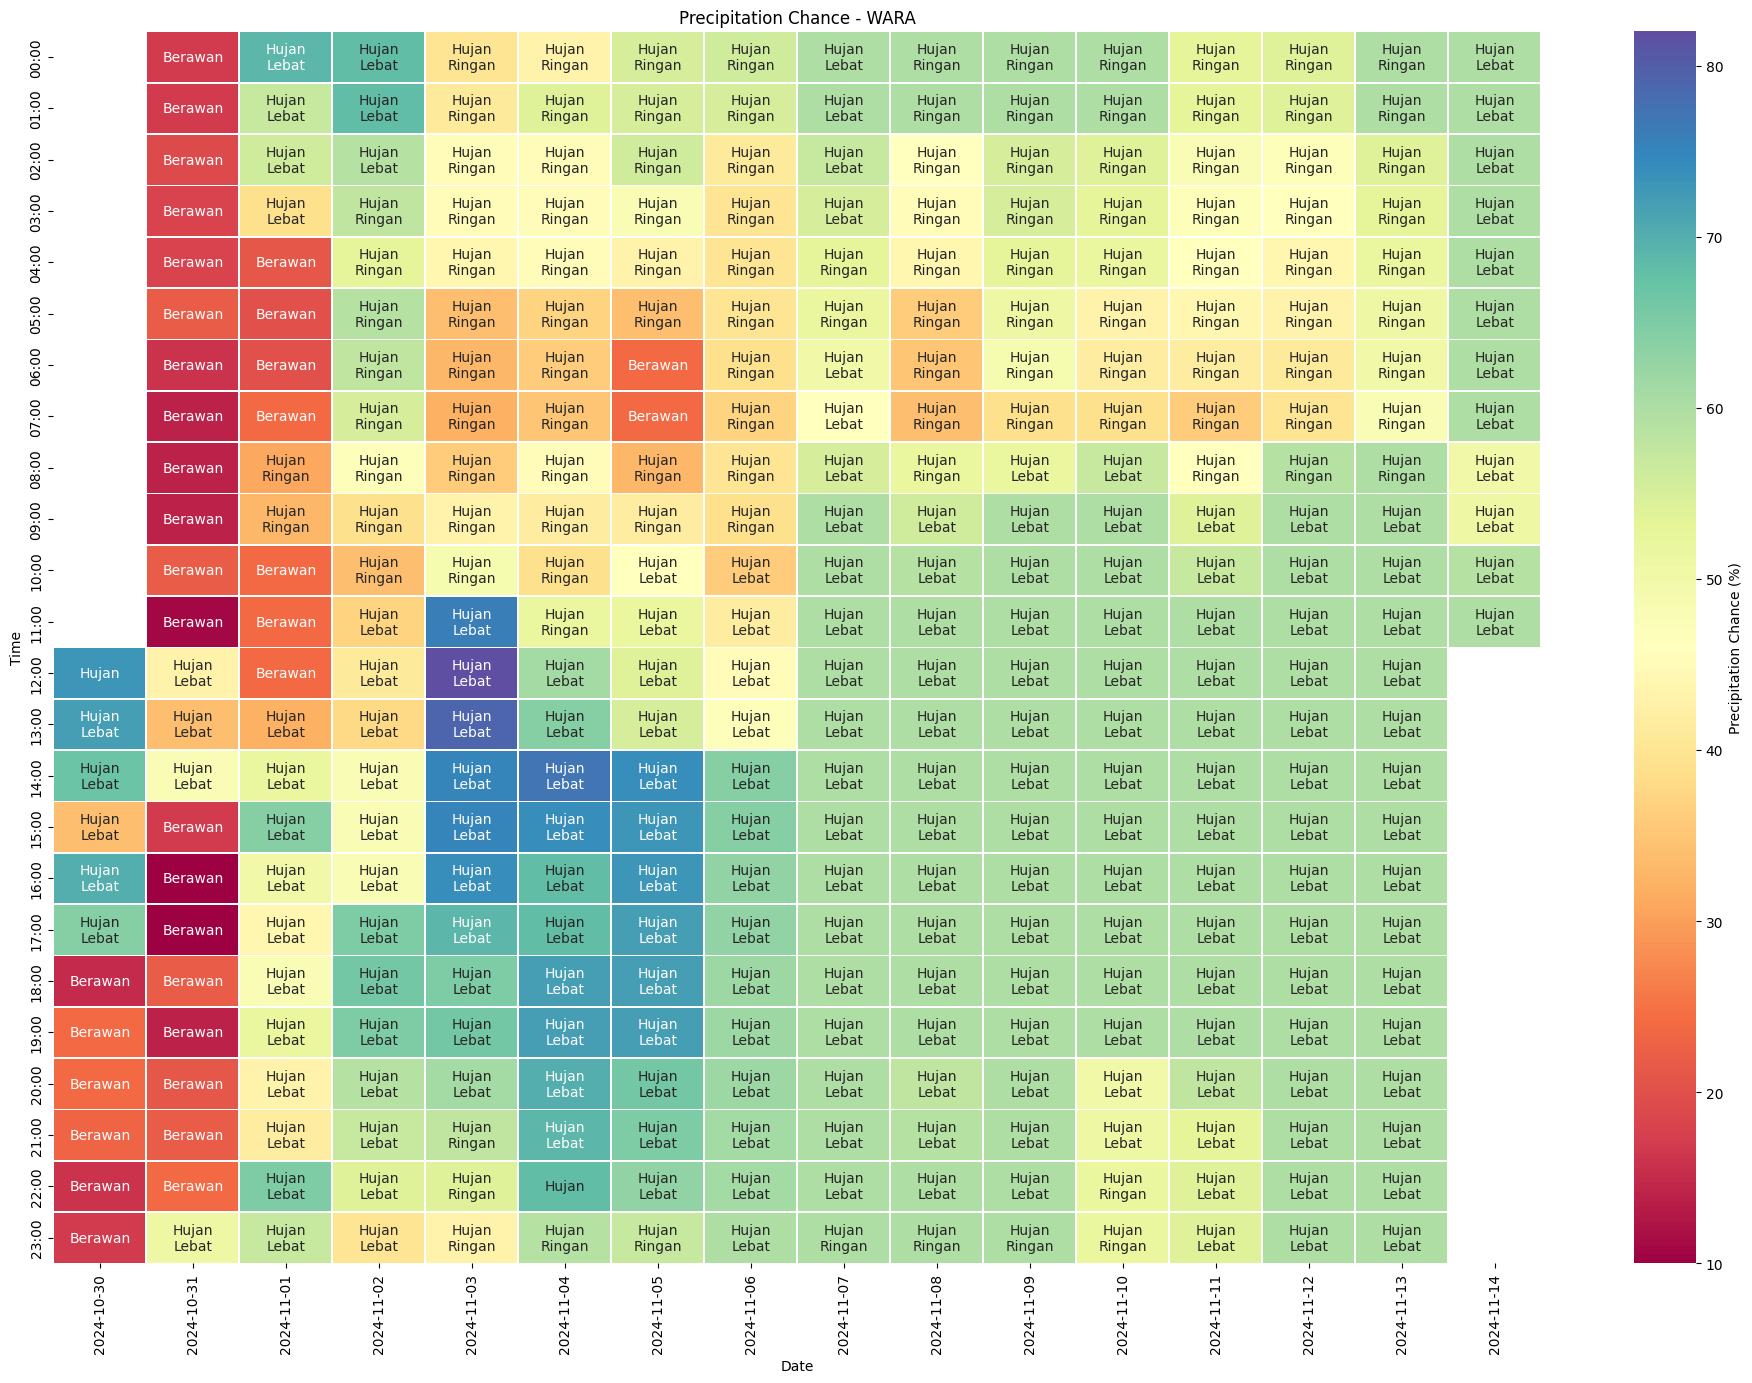 Precipitation Chance - WARA
00:00 Berawan Hujan Lebat Hujan Lebat Hujan Ringan Hujan Ringan Hujan Ringan Hujan Ringan Hujan Lebat Hujan Ringan Hujan Ringan Hujan Ringan Hujan Ringan Hujan Ringan Hujan Ringan Hujan Lebat
01:00 Berawan Hujan Lebat Hujan Lebat Hujan Ringan Hujan Ringan Hujan Ringan Hujan Ringan Hujan Lebat Hujan Ringan Hujan Ringan Hujan Ringan Hujan Ringan Hujan Ringan Hujan Ringan Hujan Lebat
02:00 Berawan Hujan Lebat Hujan Lebat Hujan Ringan Hujan Ringan Hujan Ringan Hujan Ringan Hujan Lebat Hujan Ringan Hujan Ringan Hujan Ringan Hujan Ringan Hujan Ringan Hujan Ringan Hujan Lebat
03:00 Berawan Hujan Lebat Hujan Ringan Hujan Ringan Hujan Ringan Hujan Ringan Hujan Ringan Hujan Lebat Hujan Ringan Hujan Ringan Hujan Ringan Hujan Ringan Hujan Ringan Hujan Ringan Hujan Lebat
04:00 Berawan Berawan Hujan Ringan Hujan Ringan Hujan Ringan Hujan Ringan Hujan Ringan Hujan Ringan Hujan Ringan Hujan Ringan Hujan Ringan Hujan Ringan Hujan Ringan Hujan Ringan Hujan Lebat
05:00 Berawan Berawan Hujan Ringan Hujan Ringan Hujan Ringan Hujan Ringan Hujan Ringan Hujan Ringan Hujan Ringan Hujan Ringan Hujan Ringan Hujan Ringan Hujan Ringan Hujan Ringan Hujan Lebat
06:00 Berawan Berawan Hujan Ringan Hujan Ringan Hujan Ringan Berawan Hujan Ringan Hujan Lebat Hujan Ringan Hujan Ringan Hujan Ringan Hujan Ringan Hujan Ringan Hujan Ringan Hujan Lebat
07:00 Berawan Berawan Hujan Ringan Hujan Ringan Hujan Ringan Berawan Hujan Ringan Hujan Lebat Hujan Ringan Hujan Ringan Hujan Ringan Hujan Ringan Hujan Ringan Hujan Ringan Hujan Lebat
08:00 Berawan Hujan Ringan Hujan Ringan Hujan Ringan Hujan Ringan Hujan Ringan Hujan Ringan Hujan Lebat Hujan Ringan Hujan Lebat Hujan Lebat Hujan Ringan Hujan Ringan Hujan Ringan Hujan Lebat
09:00 Berawan Hujan Ringan Hujan Ringan Hujan Ringan Hujan Ringan Hujan Ringan Hujan Ringan Hujan Lebat Hujan Lebat Hujan Lebat Hujan Lebat Hujan Lebat Hujan Lebat Hujan Lebat Hujan Lebat
10:00 Berawan Berawan Hujan Ringan Hujan Ringan Hujan Ringan Hujan Lebat Hujan Lebat Hujan Lebat Hujan Lebat Hujan Lebat Hujan Lebat Hujan Lebat Hujan Lebat Hujan Lebat Hujan Lebat
11:00 Berawan Berawan Hujan Lebat Hujan Lebat Hujan Ringan Hujan Lebat Hujan Lebat Hujan Lebat Hujan Lebat Hujan Lebat Hujan Lebat Hujan Lebat Hujan Lebat Hujan Lebat Hujan Lebat
12:00 Hujan Hujan Lebat Berawan Hujan Lebat Hujan Lebat Hujan Lebat Hujan Lebat Hujan Lebat Hujan Lebat Hujan Lebat Hujan Lebat Hujan Lebat Hujan Lebat Hujan Lebat Hujan Lebat
13:00 Hujan Lebat Hujan Lebat Hujan Lebat Hujan Lebat Hujan Lebat Hujan Lebat Hujan Lebat Hujan Lebat Hujan Lebat Hujan Lebat Hujan Lebat Hujan Lebat Hujan Lebat Hujan Lebat Hujan Lebat
14:00 Hujan Lebat Hujan Lebat Hujan Lebat Hujan Lebat Hujan Lebat Hujan Lebat Hujan Lebat Hujan Lebat Hujan Lebat Hujan Lebat Hujan Lebat Hujan Lebat Hujan Lebat Hujan Lebat Hujan Lebat
15:00 Hujan Lebat Berawan Hujan Lebat Hujan Lebat Hujan Lebat Hujan Lebat Hujan Lebat Hujan Lebat Hujan Lebat Hujan Lebat Hujan Lebat Hujan Lebat Hujan Lebat Hujan Lebat Hujan Lebat
16:00 Hujan Lebat Berawan Hujan Lebat Hujan Lebat Hujan Lebat Hujan Lebat Hujan Lebat Hujan Lebat Hujan Lebat Hujan Lebat Hujan Lebat Hujan Lebat Hujan Lebat Hujan Lebat Hujan Lebat
17:00 Hujan Lebat Berawan Hujan Lebat Hujan Lebat Hujan Lebat Hujan Lebat Hujan Lebat Hujan Lebat Hujan Lebat Hujan Lebat Hujan Lebat Hujan Lebat Hujan Lebat Hujan Lebat Hujan Lebat
18:00 Berawan Berawan Hujan Lebat Hujan Lebat Hujan Lebat Hujan Lebat Hujan Lebat Hujan Lebat Hujan Lebat Hujan Lebat Hujan Lebat Hujan Lebat Hujan Lebat Hujan Lebat Hujan Lebat
19:00 Berawan Berawan Hujan Lebat Hujan Lebat Hujan Lebat Hujan Lebat Hujan Lebat Hujan Lebat Hujan Lebat Hujan Lebat Hujan Lebat Hujan Lebat Hujan Lebat Hujan Lebat Hujan Lebat
20:00 Berawan Berawan Hujan Lebat Hujan Lebat Hujan Lebat Hujan Lebat Hujan Lebat Hujan Lebat Hujan Lebat Hujan Lebat Hujan Lebat Hujan Lebat Hujan Lebat Hujan Lebat Hujan Lebat
21:00 Berawan Berawan Hujan Lebat Hujan Lebat Hujan Ringan Hujan Lebat Hujan Lebat Hujan Lebat Hujan Lebat Hujan Lebat Hujan Lebat Hujan Lebat Hujan Lebat Hujan Lebat Hujan Lebat
22:00 Berawan Berawan Hujan Lebat Hujan Lebat Hujan Ringan Hujan Hujan Lebat Hujan Lebat Hujan Lebat Hujan Lebat Hujan Lebat Hujan Ringan Hujan Lebat Hujan Lebat Hujan Lebat
23:00 Berawan Hujan Lebat Hujan Lebat Hujan Lebat Hujan Ringan Hujan Ringan Hujan Ringan Hujan Lebat Hujan Ringan Hujan Ringan Hujan Ringan Hujan Ringan Hujan Lebat Hujan Lebat Hujan Lebat
Time
2024-10-30 2024-10-31 2024-11-01 2024-11-02 2024-11-03 2024-11-04 2024-11-05 2024-11-06 2024-11-07 2024-11-08 2024-11-09 2024-11-10 2024-11-11 2024-11-12 2024-11-13 2024-11-14
Date
80
70
60
50
40
30
20
10
Precipitation Chance (%)